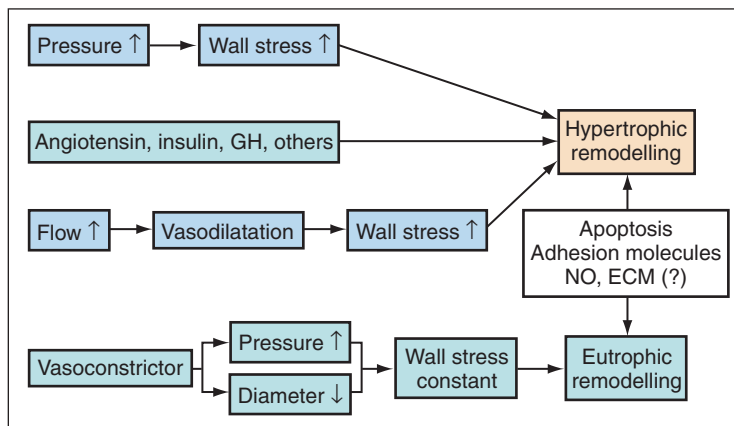 Pressure ↑
Wall stress ↑
Angiotensin, insulin, GH, others
Hypertrophic
remodelling
Flow ↑
Vasodilatation
Wall stress ↑
Apoptosis
Adhesion molecules
NO, ECM (?)
Vasoconstrictor
Pressure ↑
Diameter ↓
Wall stress
constant
Eutrophic
remodelling